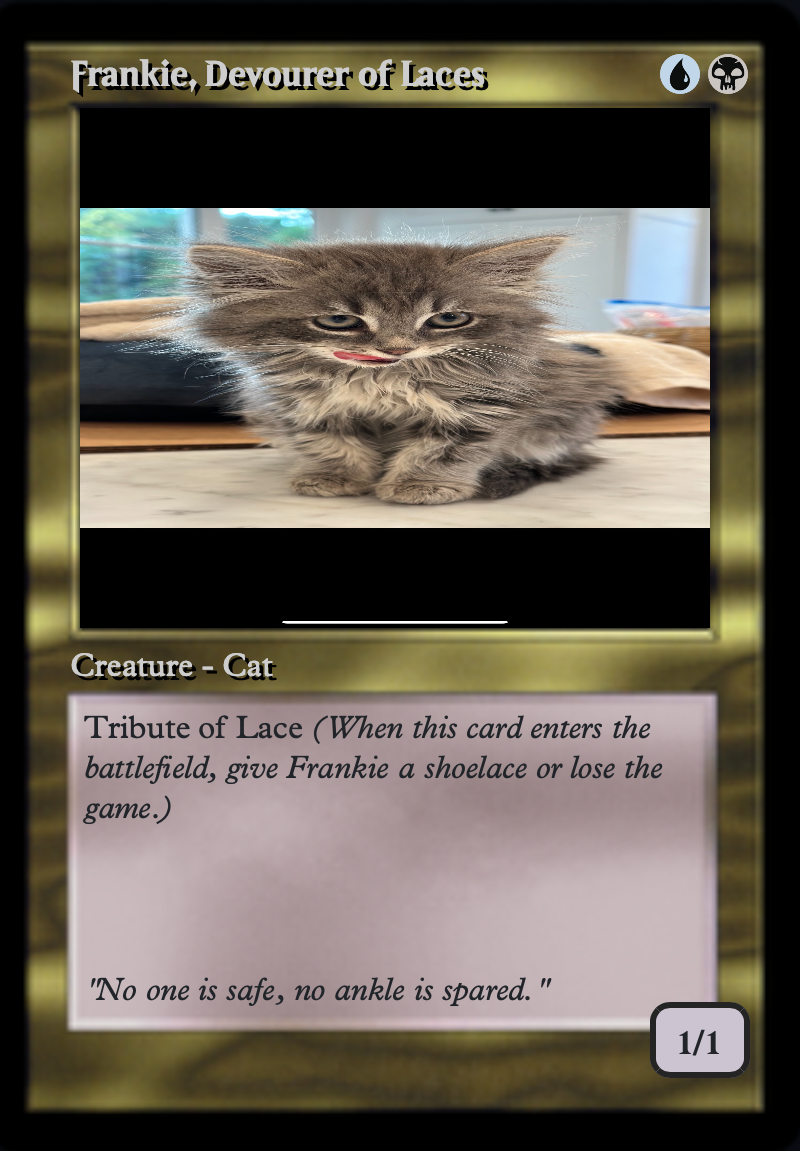 Frankie, Devourer of Laces
Creature - Cat
Tribute of Lace (When this card enters the
battlefield, give Frankie a shoelace or lose the
game.)
"No one is safe, no ankle is spared. "
1/1